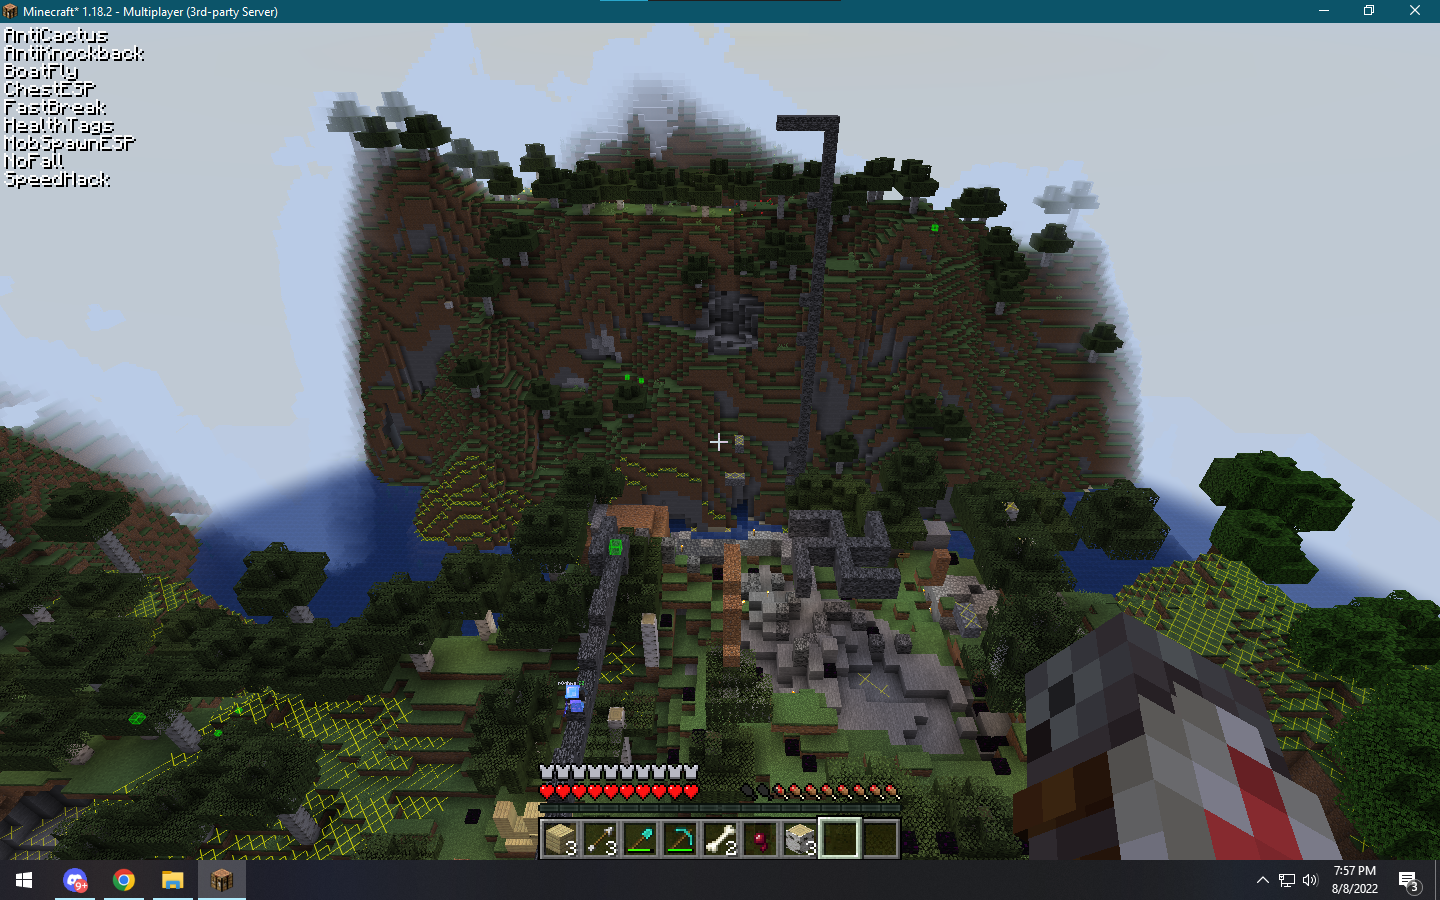 Minecraft* 1.18.2 - Multiplayer (3rd-party Server)
AntiCactus
AntiKnockback
BoatFly
ChestESP
FastBreak
HealthTags
MobSpawnESP
NoFall
SpeedHack
3 3 2 3
9+
7:57 PM
8/8/2022
3